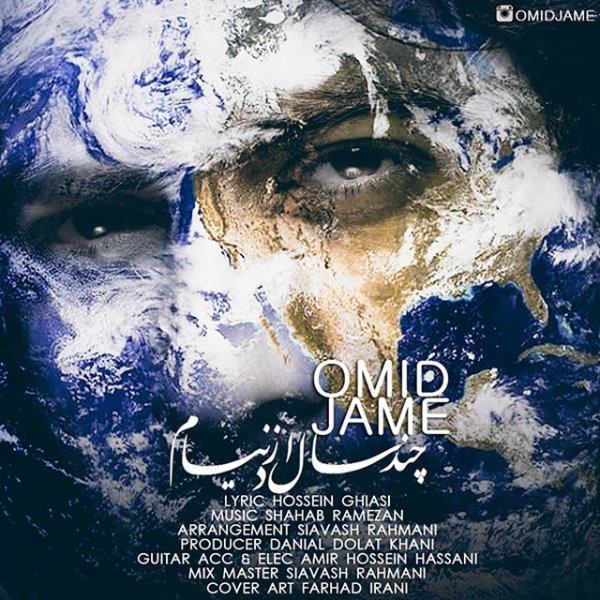 OMIDJAME
OMID
JAME
چند سال از دنیام
LYRIC HOSSEIN GHIASI
MUSIC SHAHAB RAMEZAN
ARRANGEMENT SIAVASH RAHMANI
PRODUCER DANIAL DOLAT KHANI
GUITAR ACC & ELEC AMIR HOSSEIN HASSANI
MIX MASTER SIAVASH RAHMANI
COVER ART FARHAD IRANI